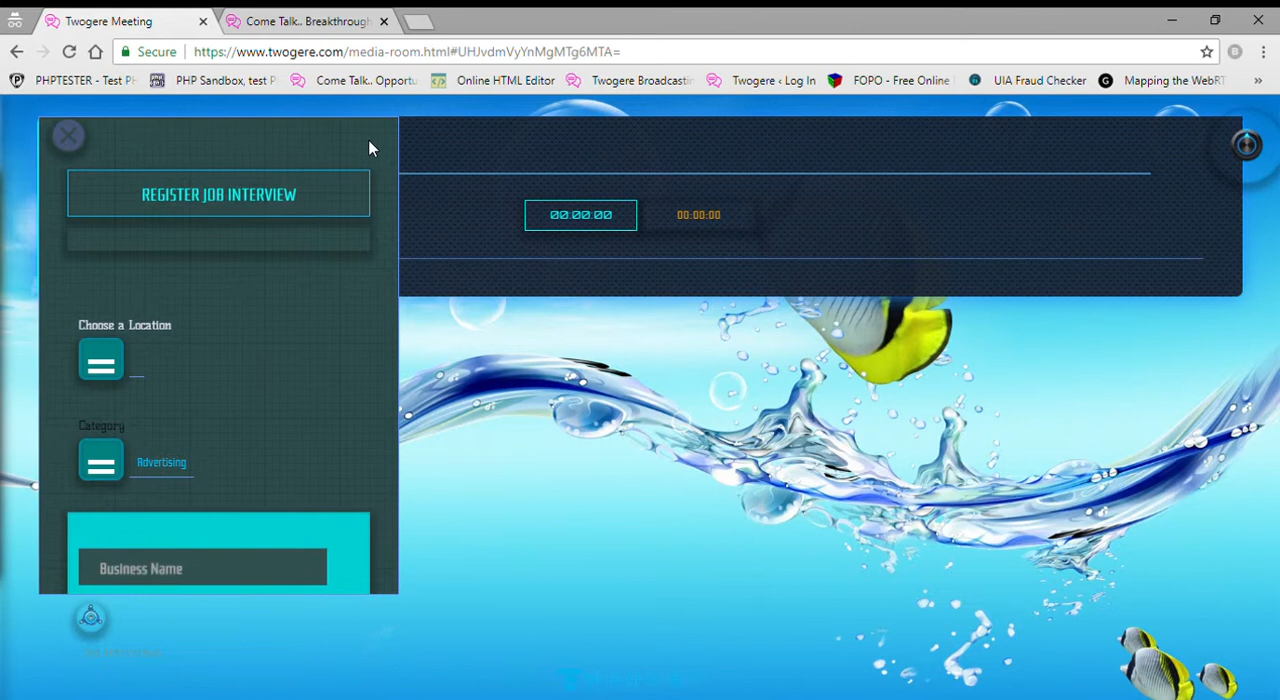 Twogere Meeting
Come Talk.. Breakthrough
Secure
https://www.twogere.com/media-room.html#UHJvdmVyYnMgMTg6MTA=
PHPTESTER - Test PH
PHP Sandbox, test P
Come Talk.. Opportu
Online HTML Editor
Twogere Broadcastin
Twogere ‹ Log In
FOPO - Free Online
UIA Fraud Checker
Mapping the WebRT
REGISTER JOB INTERVIEW
00:00:00
00:00:00
Choose a Location
Category
Advertising
Business Name